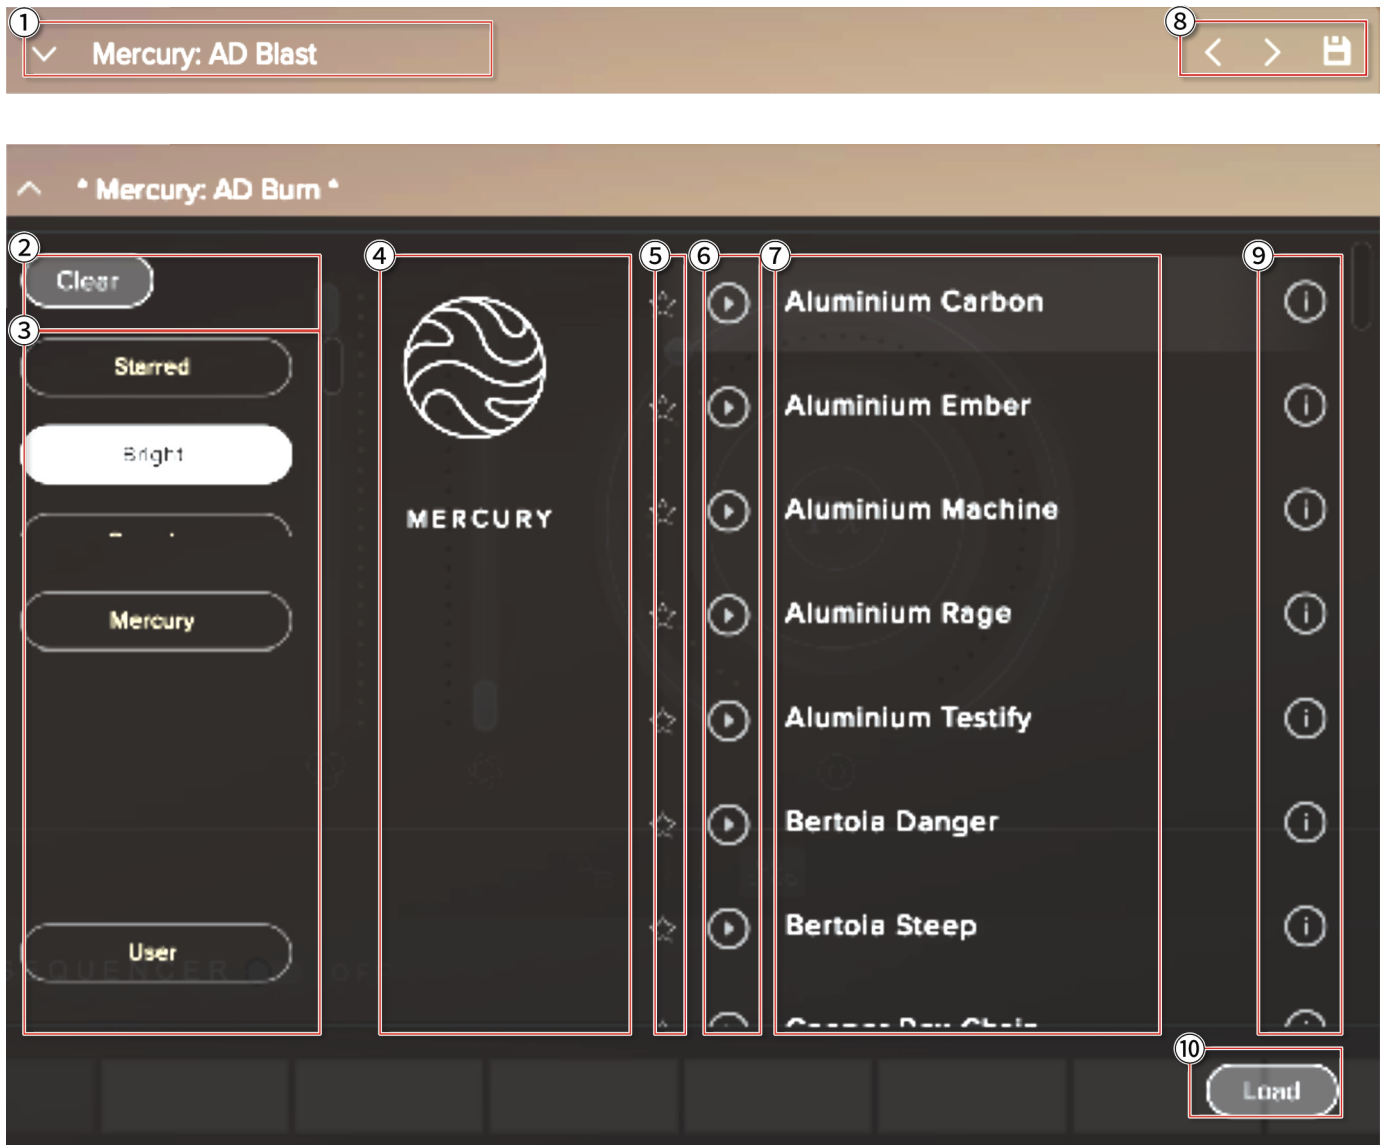 ①
Mercury: AD Blast
⑧
* Mercury: AD Burn *
②
Clear
③
Starred
Bright
Mercury
User
SEQUENCER
④
MERCURY
⑤
⑥
⑦
Aluminium Carbon
Aluminium Ember
Aluminium Machine
Aluminium Rage
Aluminium Testify
Bertoia Danger
Bertoia Steep
⑨
⑩
Load